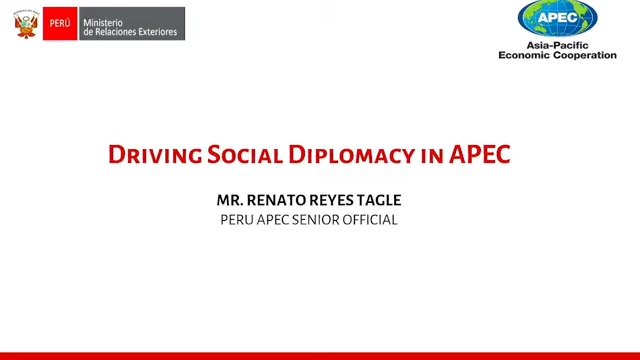 PERÚ
Ministerio
de Relaciones Exteriores
APEC
Asia-Pacific
Economic Cooperation
DRIVING SOCIAL DIPLOMACY IN APEC
MR. RENATO REYES TAGLE
PERU APEC SENIOR OFFICIAL